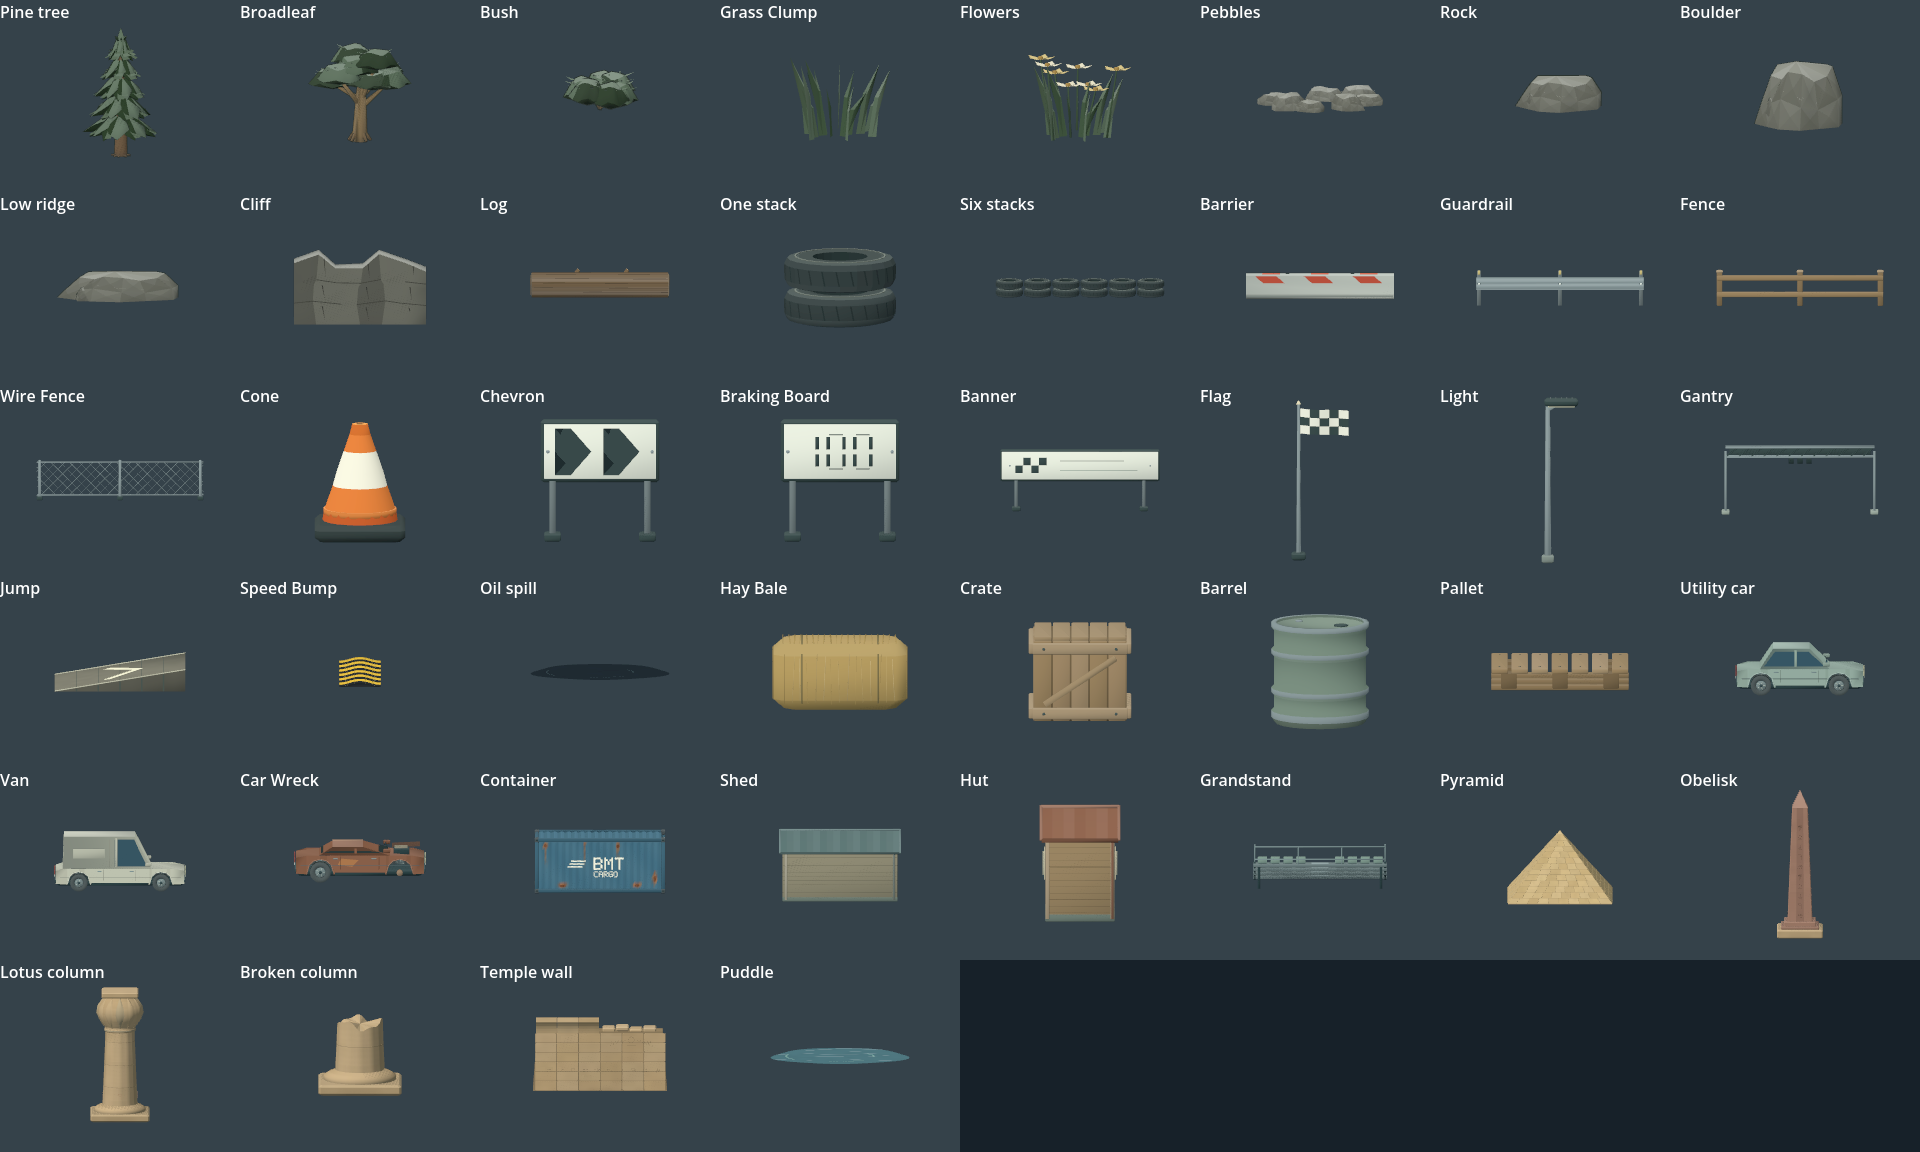 Pine tree
Broadleaf
Bush
Grass Clump
Flowers
Pebbles
Rock
Boulder
Low ridge
Cliff
Log
One stack
Six stacks
Barrier
Guardrail
Fence
Wire Fence
Cone
Chevron
Braking Board
100
Banner
Flag
Light
Gantry
Jump
Speed Bump
Oil spill
Hay Bale
Crate
Barrel
Pallet
Utility car
Van
Car Wreck
Container
BMT
CARGO
Shed
Hut
Grandstand
Pyramid
Obelisk
Lotus column
Broken column
Temple wall
Puddle